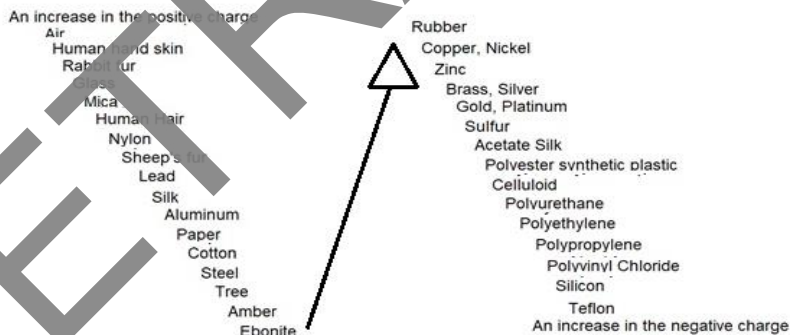 An increase in the positive charge
Air
Human hand skin
Rabbit fur
Glass
Mica
Human Hair
Nylon
Sheep's fur
Lead
Silk
Aluminum
Paper
Cotton
Steel
Tree
Amber
Ebonite
Rubber
Copper, Nickel
Zinc
Brass, Silver
Gold, Platinum
Sulfur
Acetate Silk
Polyester synthetic plastic
Celluloid
Polyurethane
Polyethylene
Polypropylene
Polyvinyl Chloride
Silicon
Teflon
An increase in the negative charge